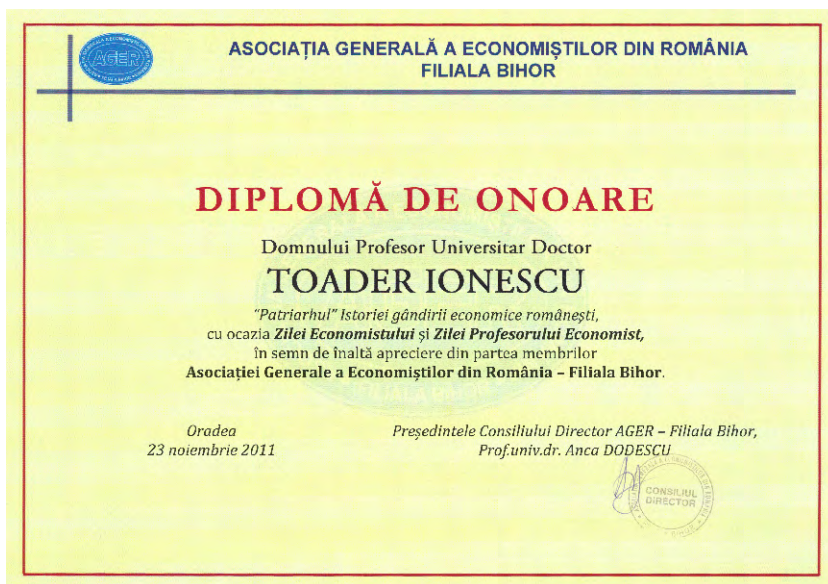 AGER
ASOCIAȚIA GENERALĂ A ECONOMIȘTILOR DIN ROMÂNIA
FILIALA BIHOR
DIPLOMĂ DE ONOARE
Domnului Profesor Universitar Doctor
TOADER IONESCU
"Patriarhul" Istoriei gândirii economice românești,
cu ocazia Zilei Economistului și Zilei Profesorului Economist,
în semn de înaltă apreciere din partea membrilor
Asociației Generale a Economiștilor din România – Filiala Bihor.
Oradea
23 noiembrie 2011
Președintele Consiliului Director AGER – Filiala Bihor,
Prof.univ.dr. Anca DODESCU
CONSILIUL
DIRECTOR